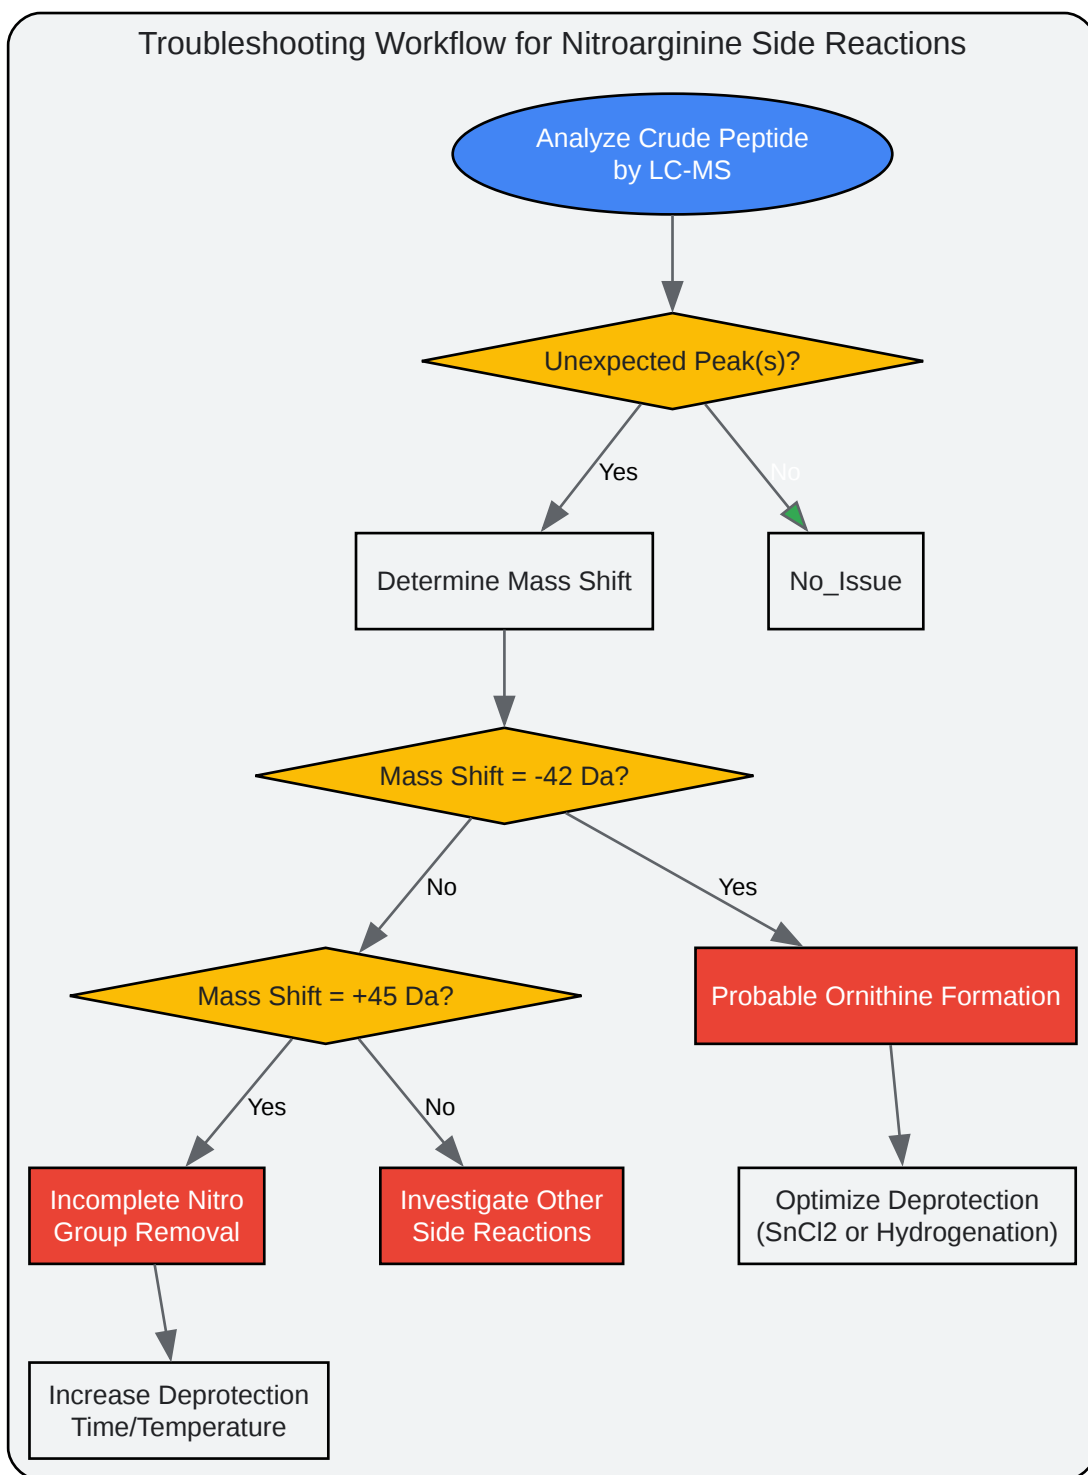 Troubleshooting Workflow for Nitroarginine Side Reactions
Analyze Crude Peptide
by LC-MS
Unexpected Peak(s)?
Yes
No
Determine Mass Shift
No_Issue
Mass Shift = -42 Da?
No
Yes
Mass Shift = +45 Da?
Probable Ornithine Formation
Yes
No
Incomplete Nitro
Group Removal
Investigate Other
Side Reactions
Optimize Deprotection
(SnCl2 or Hydrogenation)
Increase Deprotection
Time/Temperature